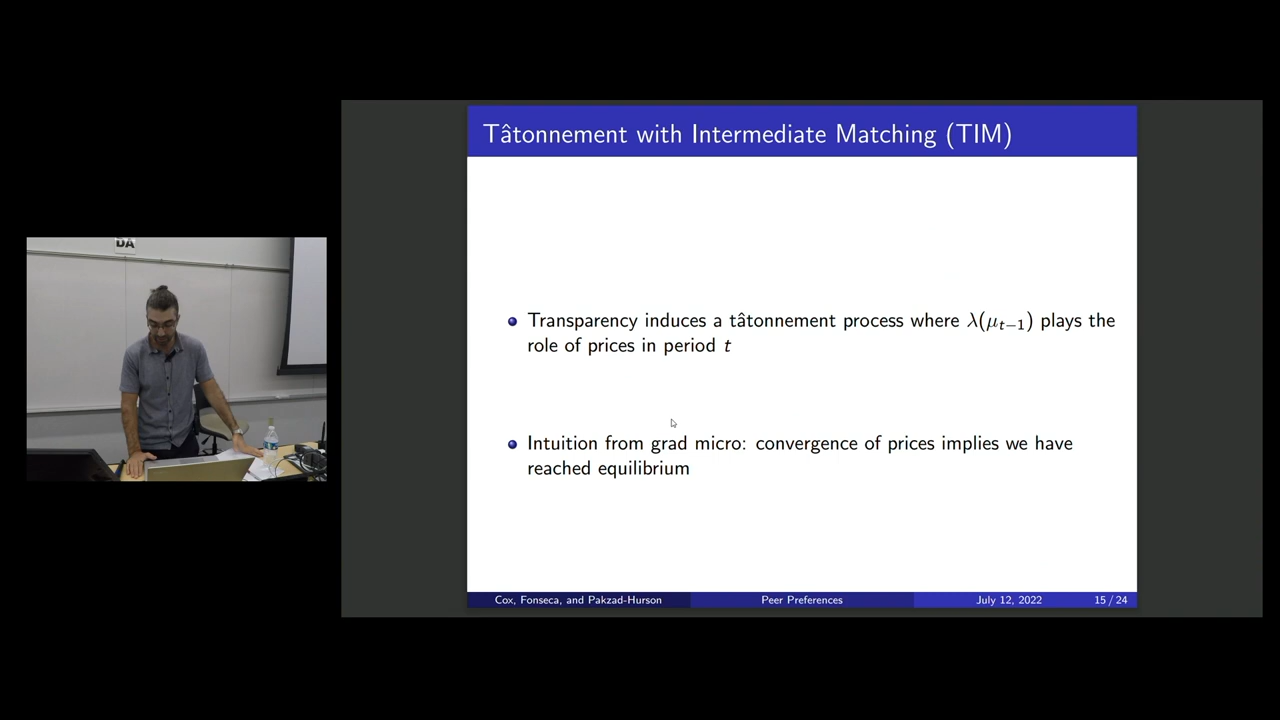 DA
Tâtonnement with Intermediate Matching (TIM)
Transparency induces a tâtonnement process where λ(μₜ₋₁) plays the
role of prices in period t
Intuition from grad micro: convergence of prices implies we have
reached equilibrium
Cox, Fonseca, and Pakzad-Hurson
Peer Preferences
July 12, 2022
15 / 24